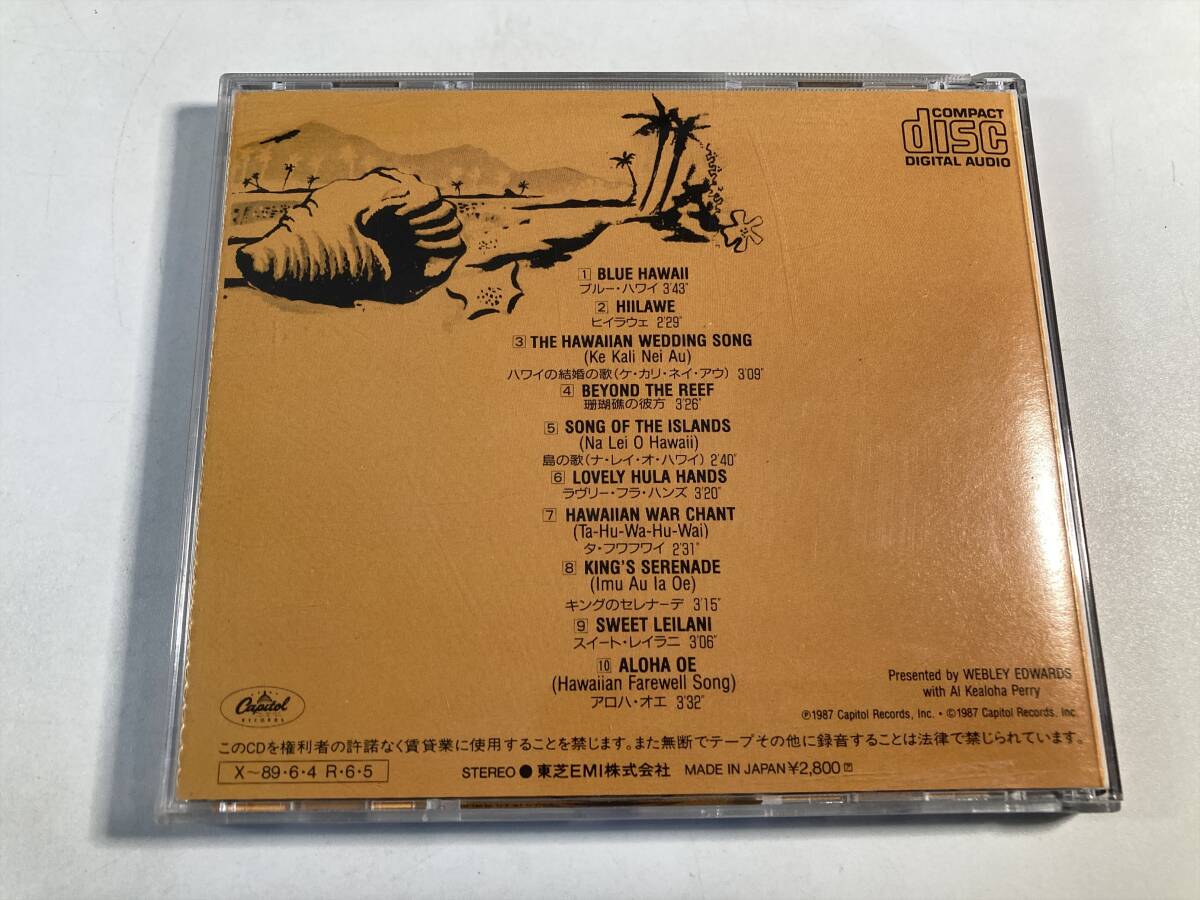 COMPACT
disc
DIGITAL AUDIO
1 BLUE HAWAII
ブルー・ハワイ 3'43"
2 HIILAWE
ヒイラウェ 2'29"
3 THE HAWAIIAN WEDDING SONG
(Ke Kali Nei Au)
ハワイの結婚の歌(ケ・カリ・ネイ・アウ) 3'09"
4 BEYOND THE REEF
珊瑚礁の彼方 3'26"
5 SONG OF THE ISLANDS
(Na Lei O Hawaii)
島の歌(ナ・レイ・オ・ハワイ) 2'40"
6 LOVELY HULA HANDS
ラヴリー・フラ・ハンズ 3'20"
7 HAWAIIAN WAR CHANT
(Ta-Hu-Wa-Hu-Wai)
タ・フワフワイ 2'31"
8 KING'S SERENADE
(Imu Au Ia Oe)
キングのセレナーデ 3'15"
9 SWEET LEILANI
スイート・レイラニ 3'06"
10 ALOHA OE
(Hawaiian Farewell Song)
アロハ・オエ 3'32"
Presented by WEBLEY EDWARDS
with Al Kealoha Perry
Capitol
RECORDS
℗1987 Capitol Records, Inc. • ©1987 Capitol Records, Inc.
このCDを権利者の許諾なく賃貸業に使用することを禁じます。また無断でテープその他に録音することは法律で禁じられています。
X〜89・6・4 R・6・5
STEREO ● 東芝EMI株式会社 MADE IN JAPAN ¥2,800